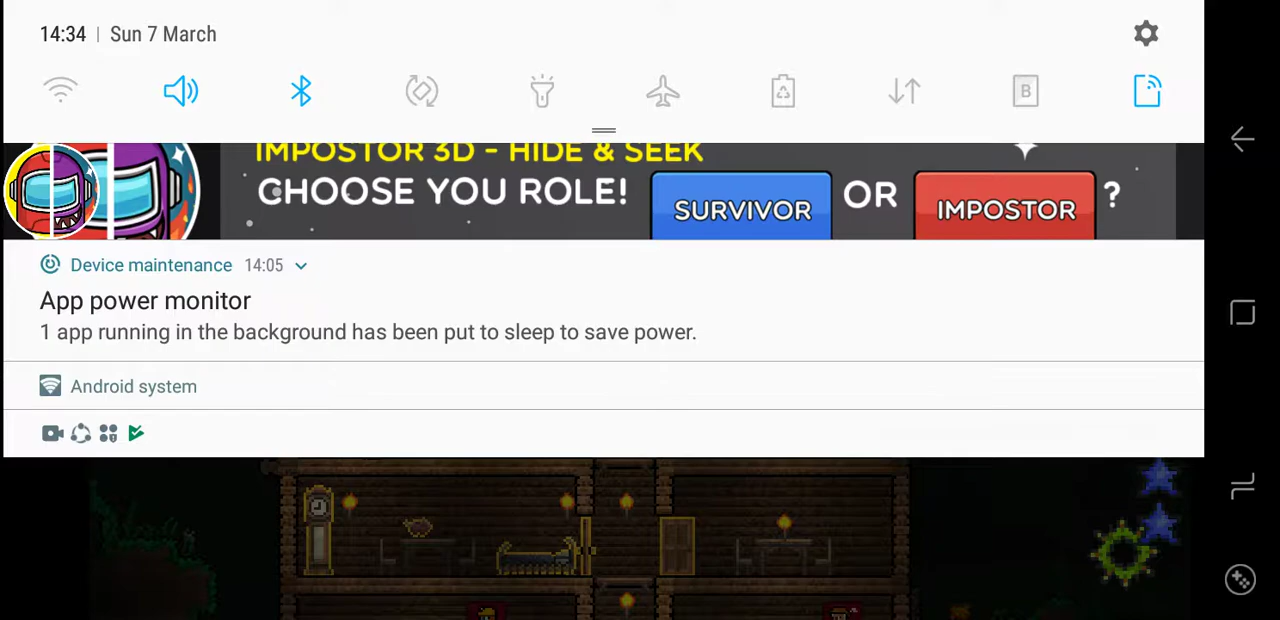 14:34 | Sun 7 March
B
IMPOSTOR 3D - HIDE & SEEK
CHOOSE YOU ROLE! SURVIVOR OR IMPOSTOR ?
Device maintenance 14:05
App power monitor
1 app running in the background has been put to sleep to save power.
Android system